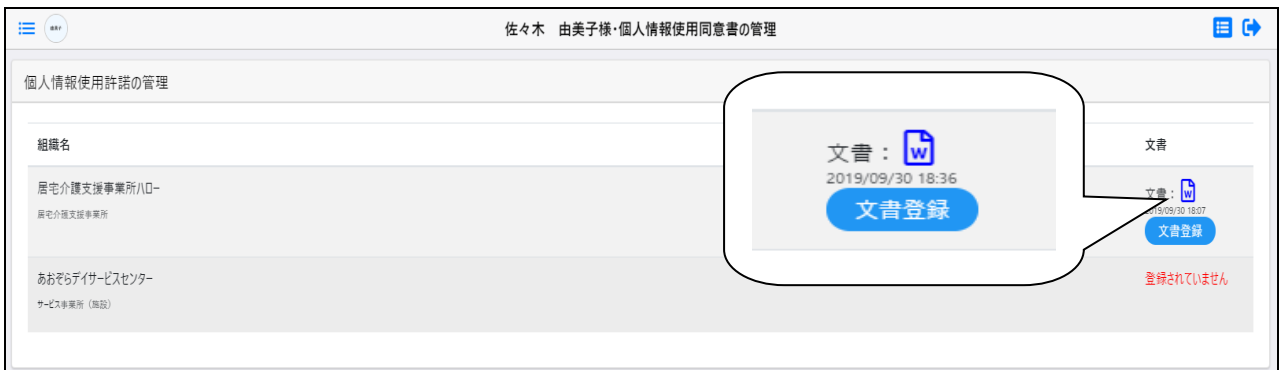 佐々木　由美子様・個人情報使用同意書の管理
個人情報使用許諾の管理
組織名
文書
居宅介護支援事業所ハロー
居宅介護支援事業所
文書：
2019/09/30 18:07
文書登録
文書：
2019/09/30 18:36
文書登録
あおぞらデイサービスセンター
サービス事業所（施設）
登録されていません